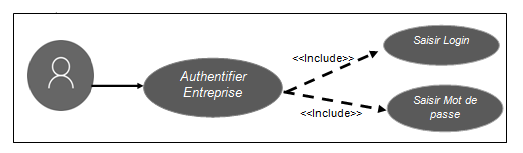 Saisir Login
<<Include>>
Authentifier
Entreprise
Saisir Mot de
passe
<<Include>>